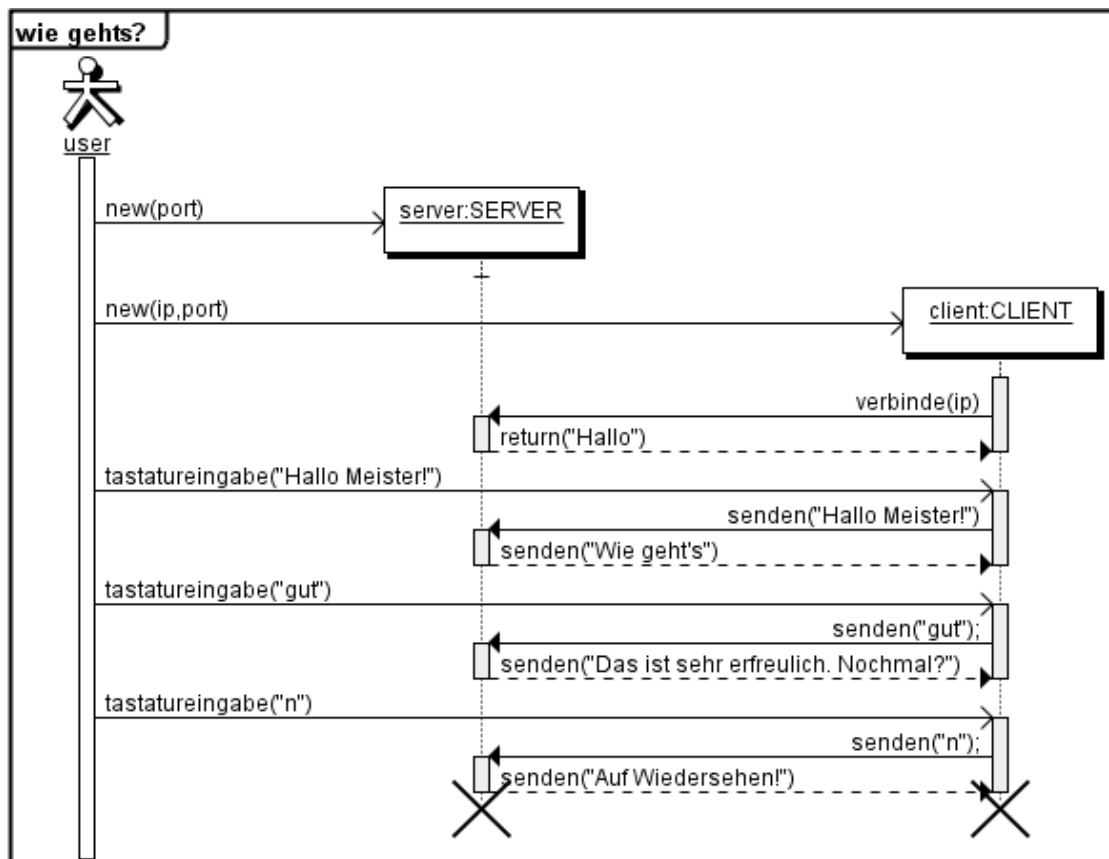 wie gehts?
user
new(port)
server:SERVER
new(ip,port)
client:CLIENT
verbinde(ip)
return("Hallo")
tastatureingabe("Hallo Meister!")
senden("Hallo Meister!")
senden("Wie geht's")
tastatureingabe("gut")
senden("gut");
senden("Das ist sehr erfreulich. Nochmal?")
tastatureingabe("n")
senden("n");
senden("Auf Wiedersehen!")